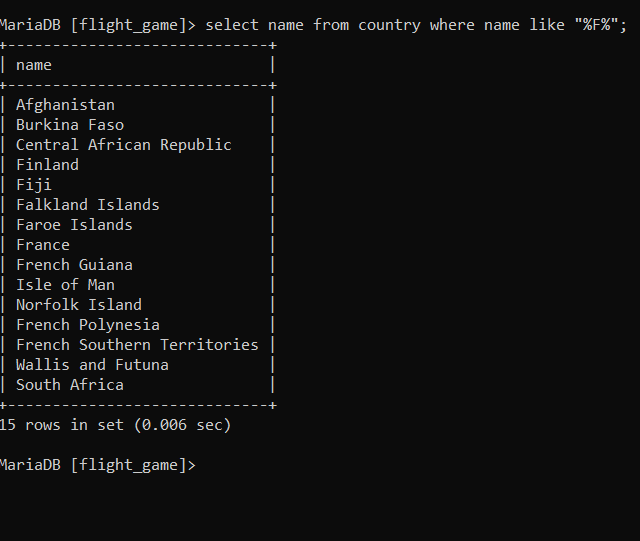 MariaDB [flight_game]> select name from country where name like "%F%";
+----------------------------+
| name                       |
+----------------------------+
| Afghanistan                |
| Burkina Faso               |
| Central African Republic   |
| Finland                    |
| Fiji                       |
| Falkland Islands           |
| Faroe Islands              |
| France                     |
| French Guiana              |
| Isle of Man                |
| Norfolk Island             |
| French Polynesia           |
| French Southern Territories |
| Wallis and Futuna          |
| South Africa               |
+----------------------------+
15 rows in set (0.006 sec)
MariaDB [flight_game]>